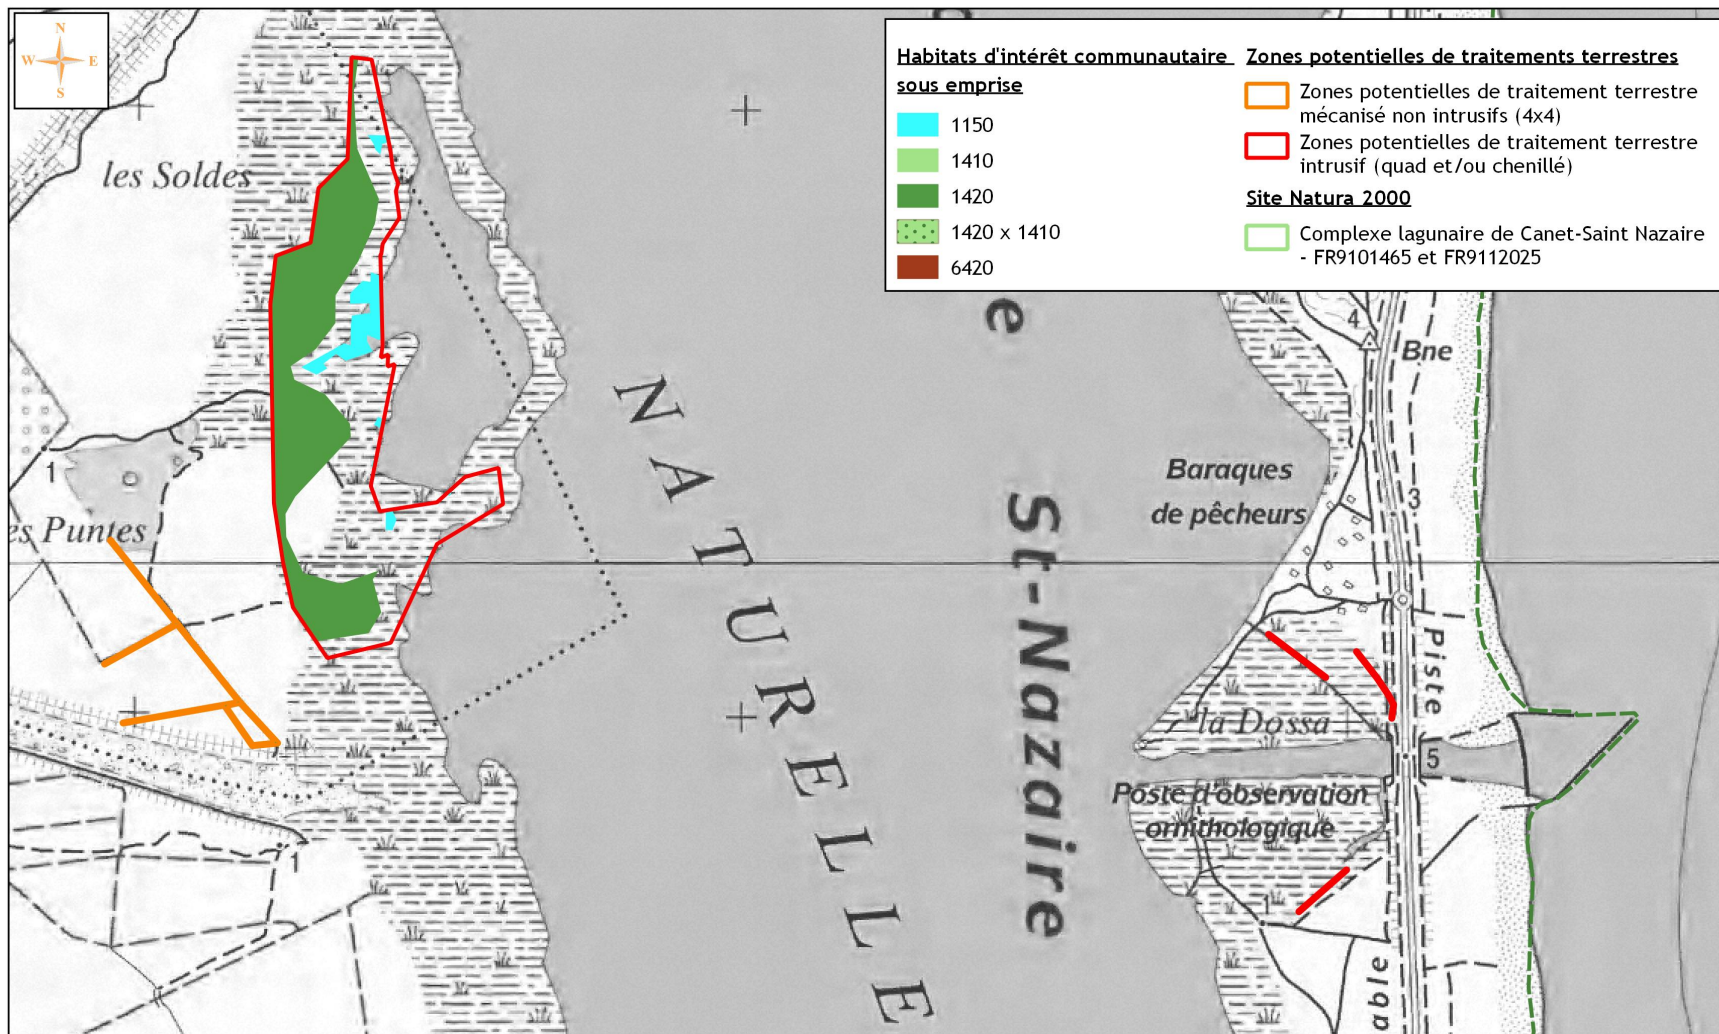 N
W E
S
Habitats d'intérêt communautaire
sous emprise
1150
1410
1420
1420 x 1410
6420
Zones potentielles de traitements terrestres
Zones potentielles de traitement terrestre
mécanisé non intrusifs (4x4)
Zones potentielles de traitement terrestre
intrusif (quad et/ou chenillé)
Site Natura 2000
Complexe lagunaire de Canet-Saint Nazaire
- FR9101465 et FR9112025
les Soldes
1
es Puntes
1
NATURELLE
e
St-Nazaire
4
Bne
Baraques
de pêcheurs
3
Piste
la Dossa
5
Poste d'observation
ornithologique
1
able